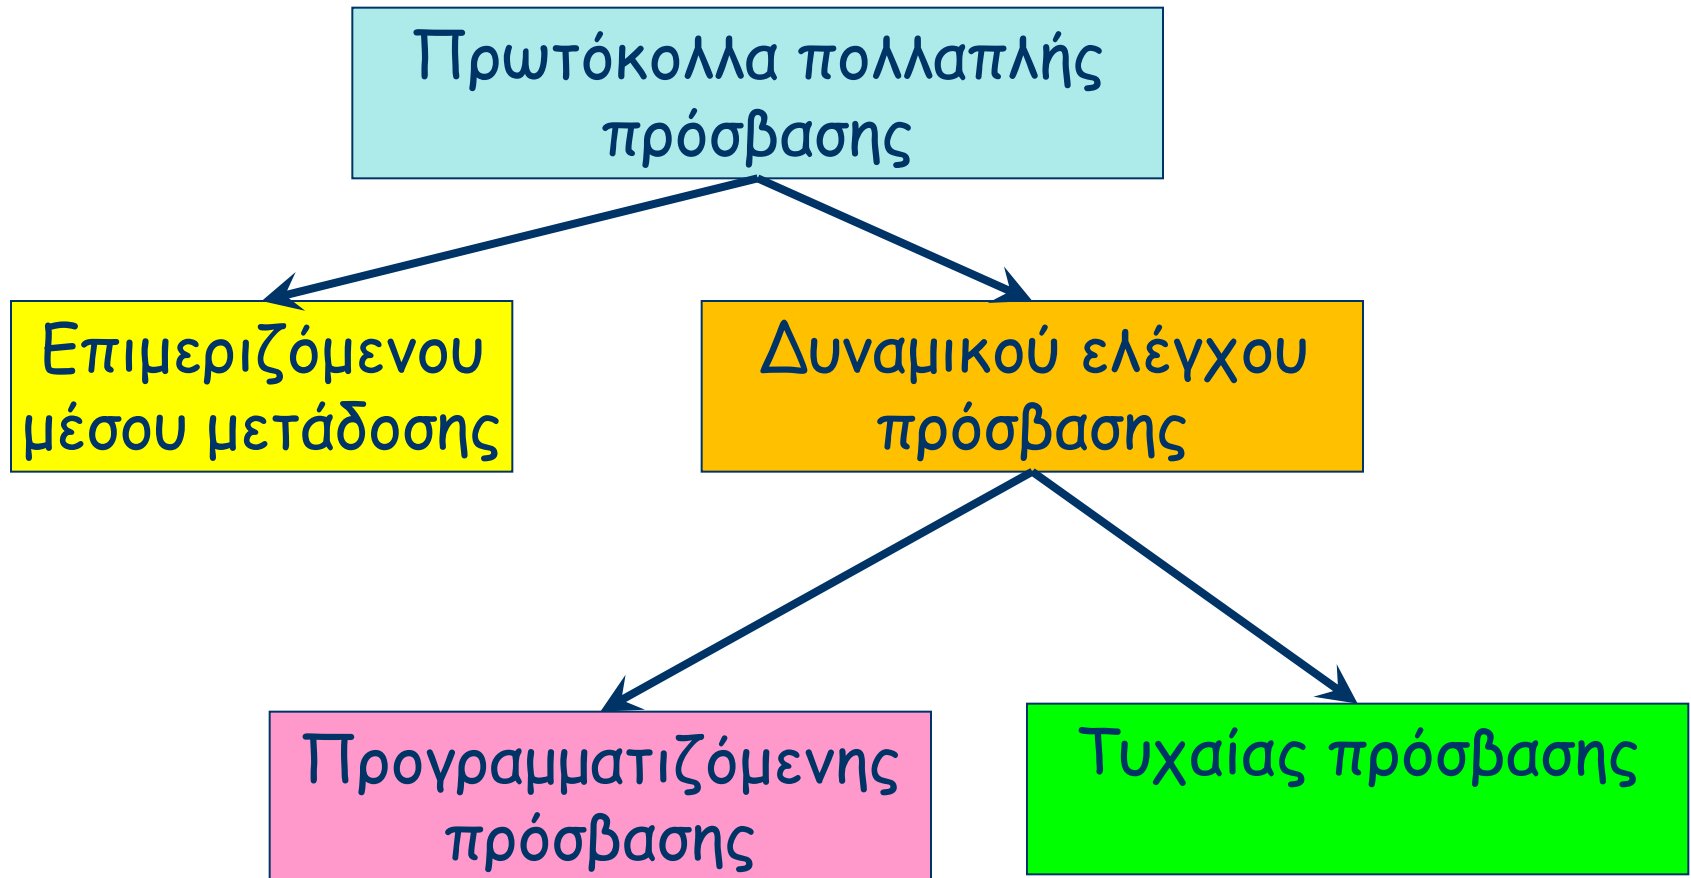 Πρωτόκολλα πολλαπλής
πρόσβασης
Επιμεριζόμενου
μέσου μετάδοσης
Δυναμικού ελέγχου
πρόσβασης
Προγραμματιζόμενης
πρόσβασης
Τυχαίας πρόσβασης